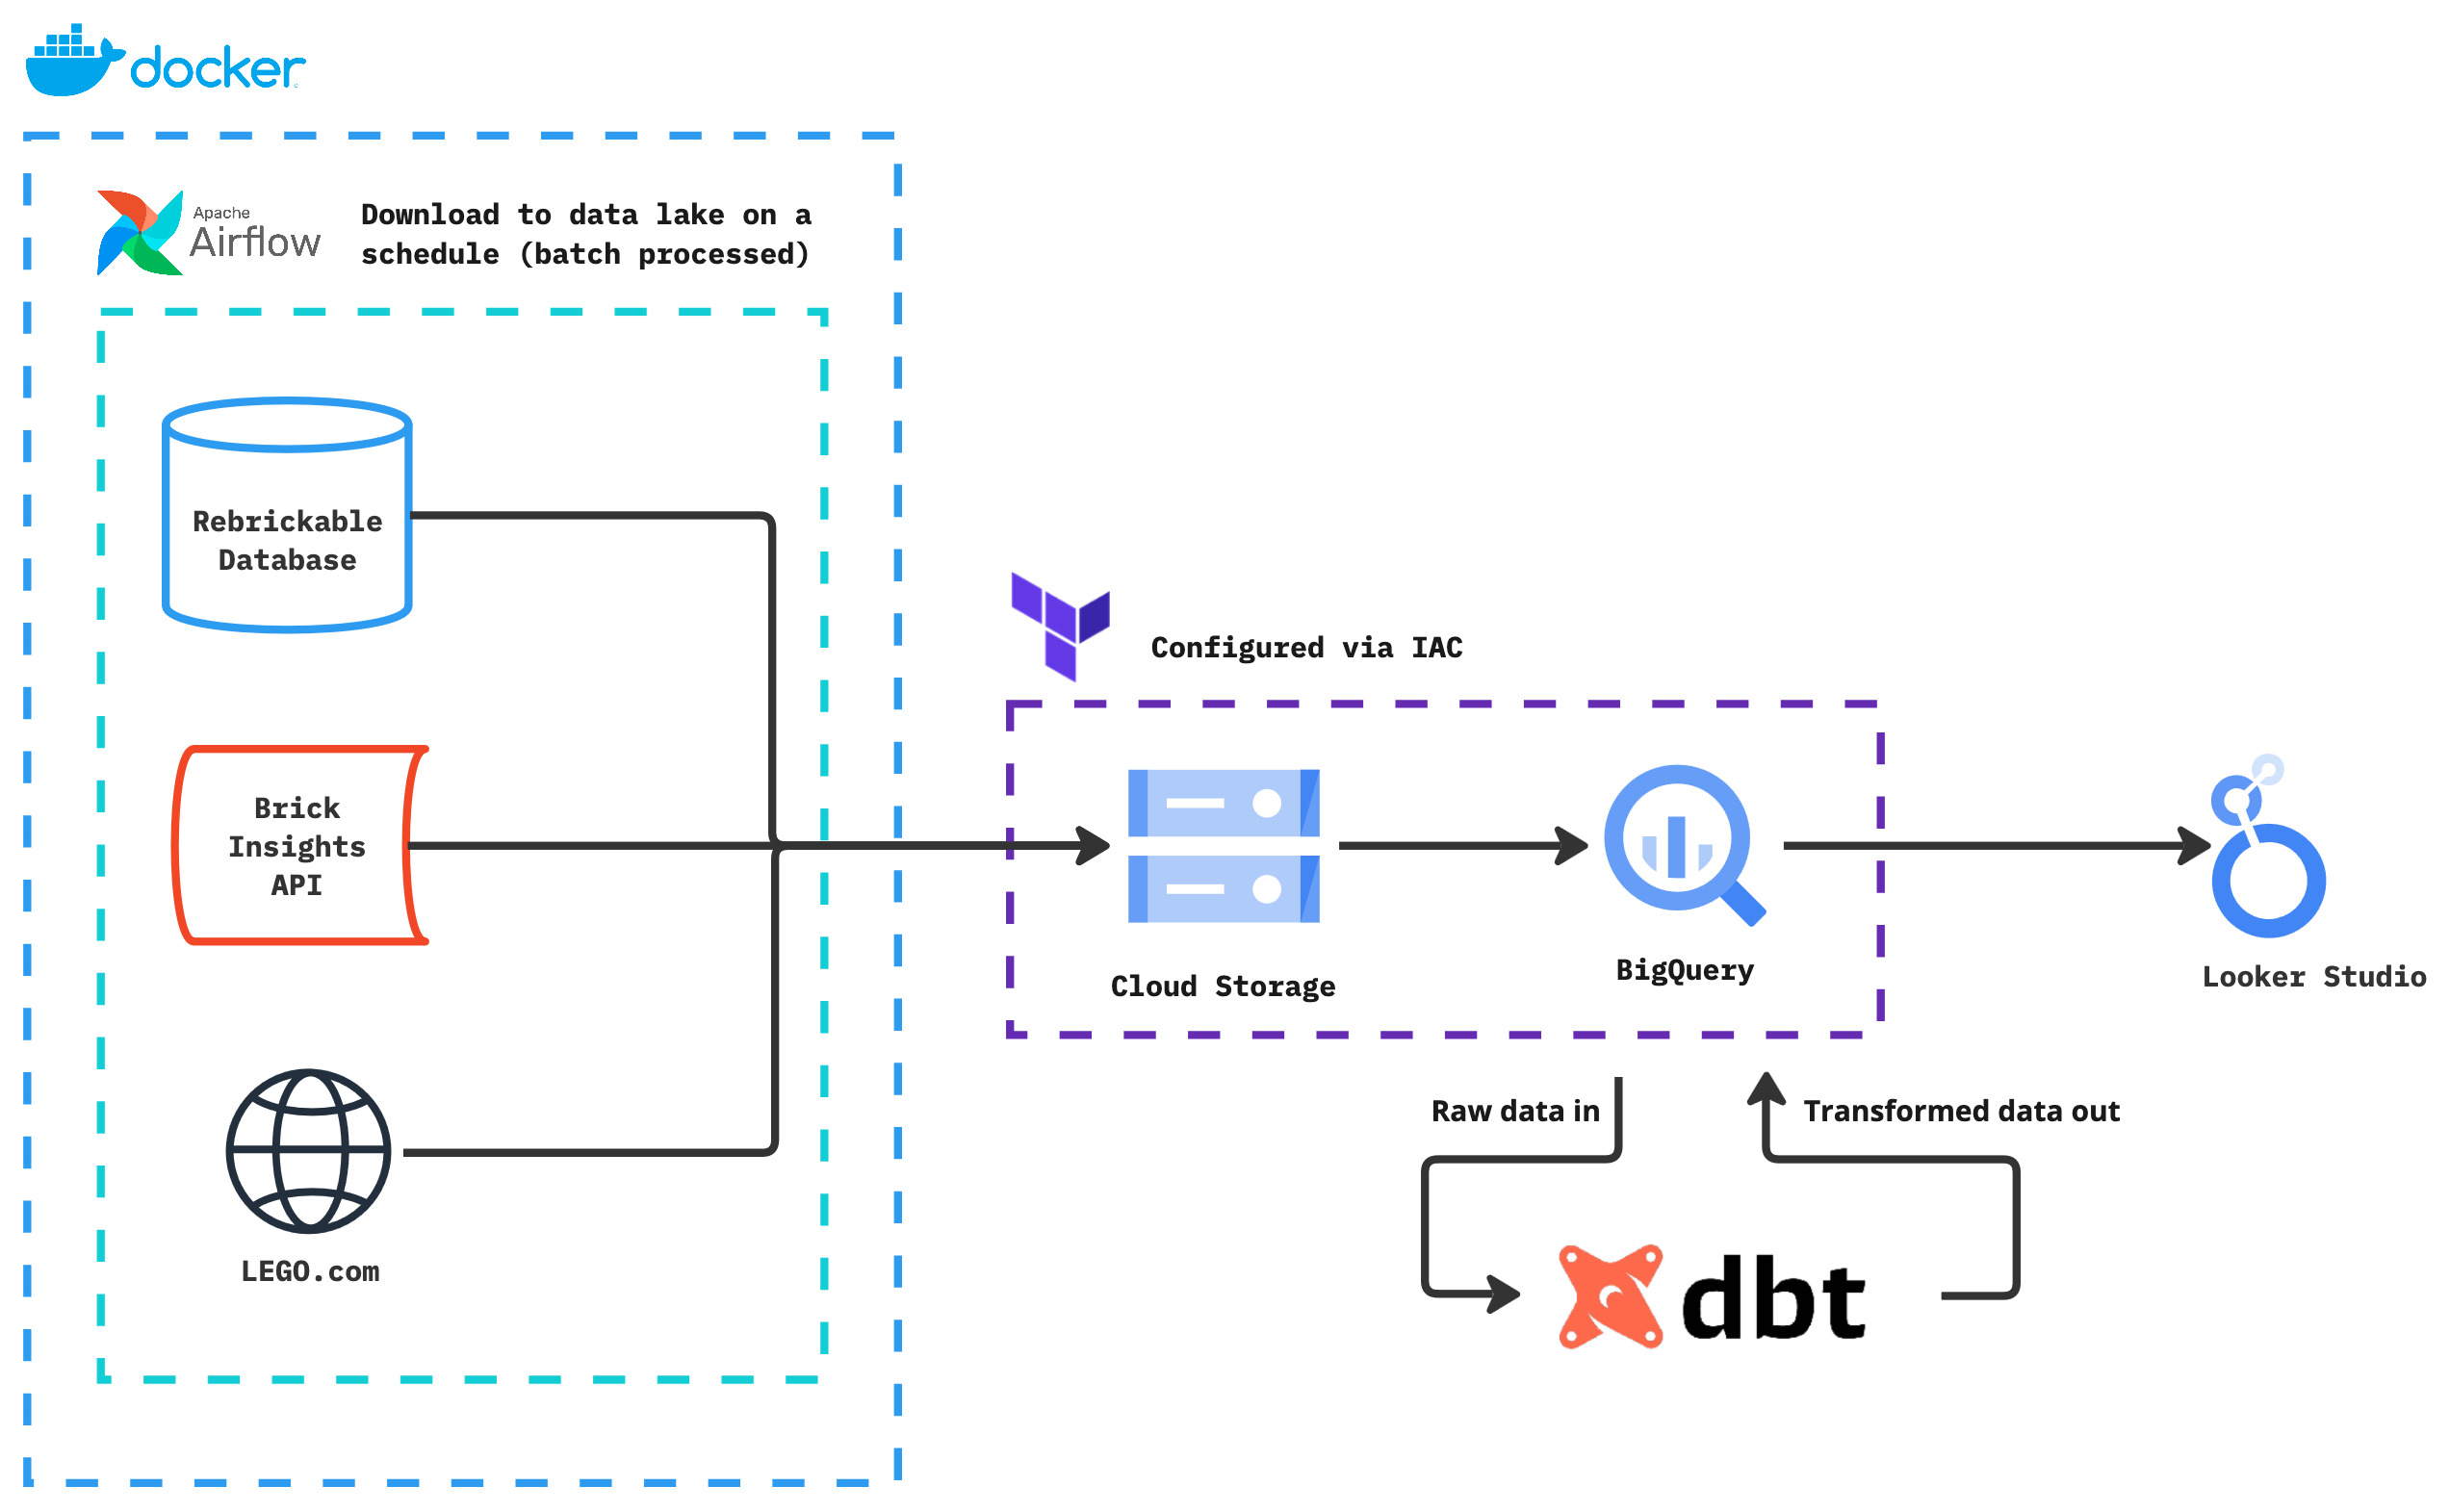 docker
Apache
Airflow
Download to data lake on a
schedule (batch processed)
Rebrickable
Database
Brick
Insights
API
LEGO.com
Configured via IAC
Cloud Storage
BigQuery
Looker Studio
Raw data in
Transformed data out
dbt